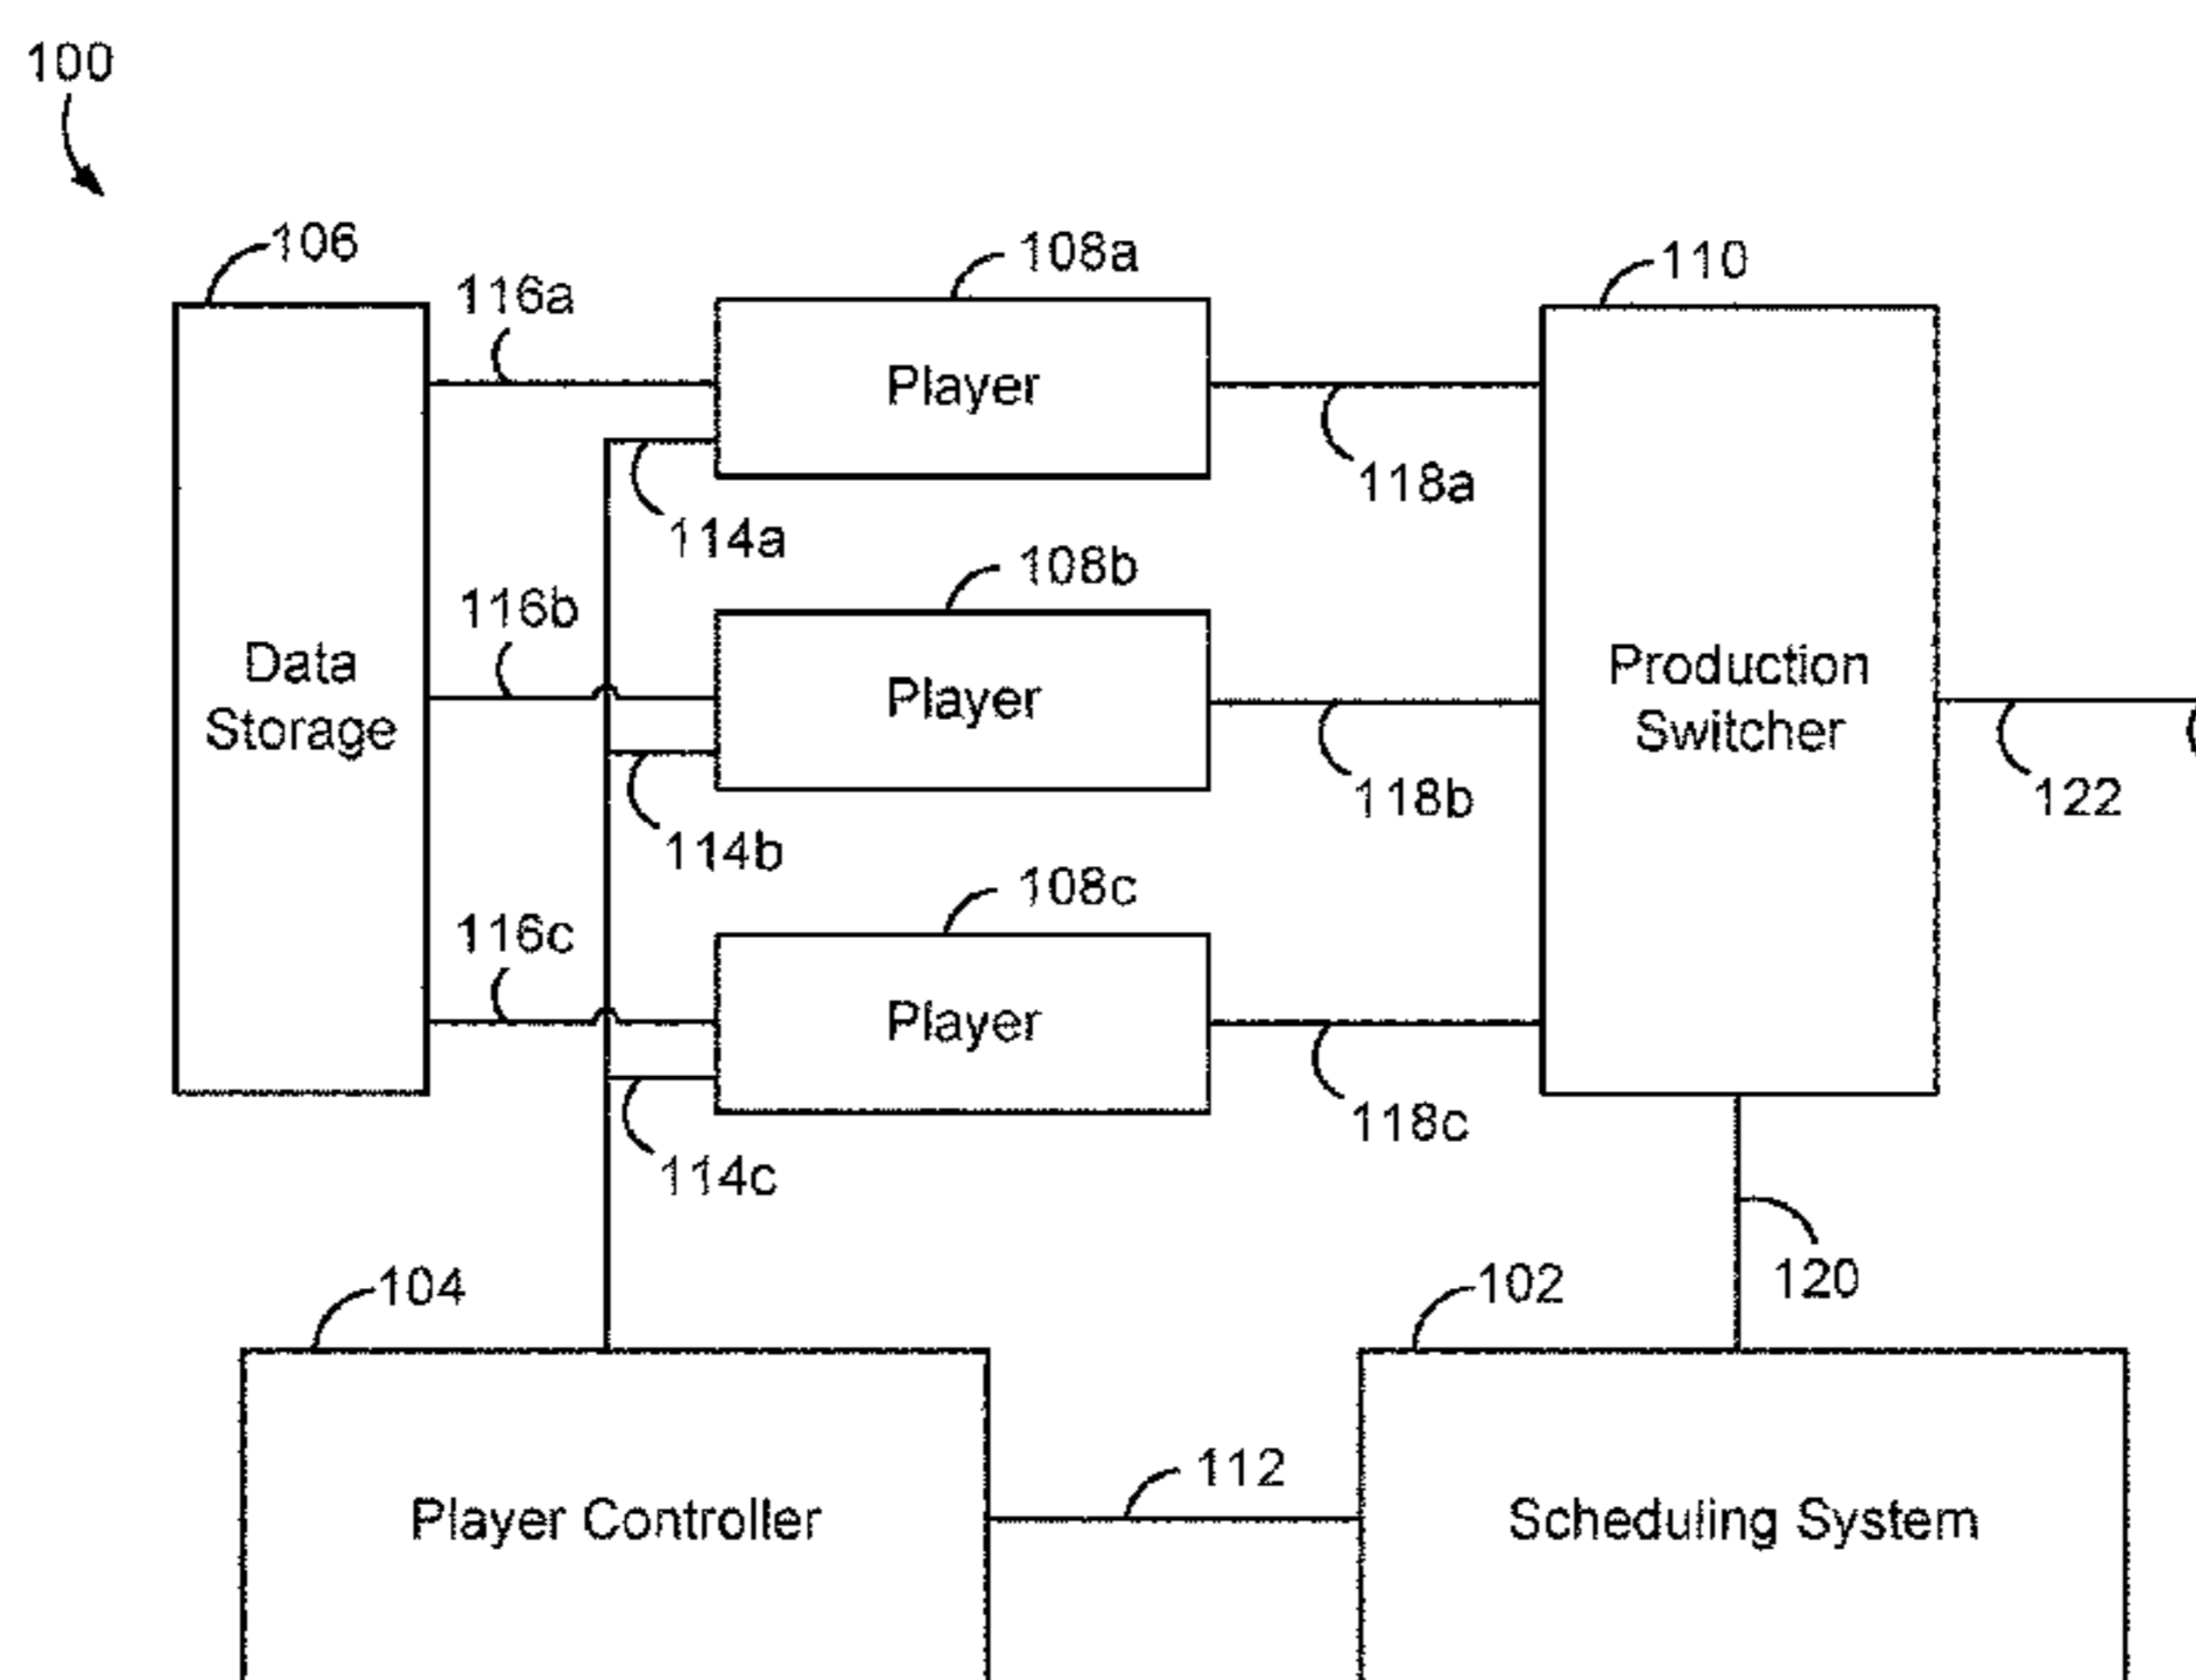 100
106
108a
110
116a
Player
118a
114a
108b
116b
Data
Storage
Player
Production
Switcher
118b
122
114b
108c
116c
Player
118c
114c
104
102
120
112
Player Controller
Scheduling System